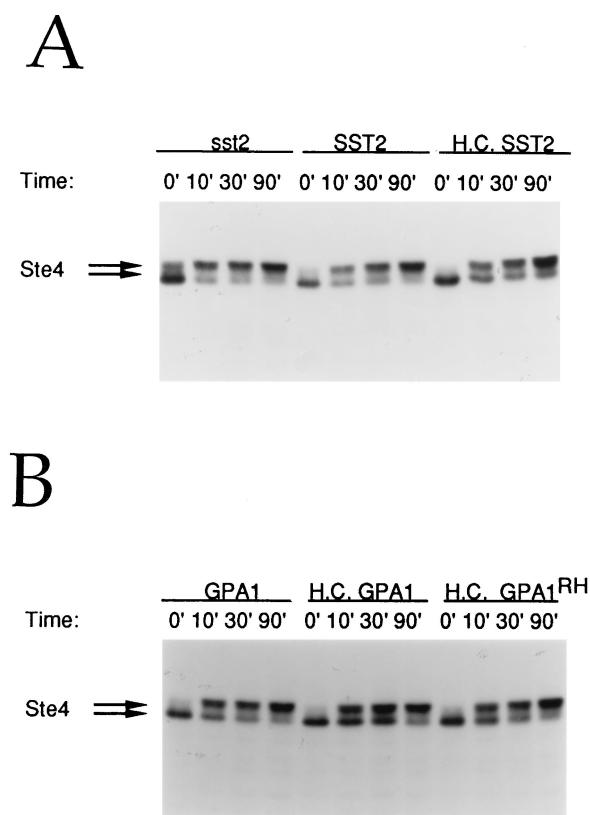 A
sst2 SST2 H.C. SST2
Time: 0' 10' 30' 90' 0' 10' 30' 90' 0' 10' 30' 90'
Ste4
B
GPA1 H.C. GPA1 H.C. GPA1RH
Time: 0' 10' 30' 90' 0' 10' 30' 90' 0' 10' 30' 90'
Ste4